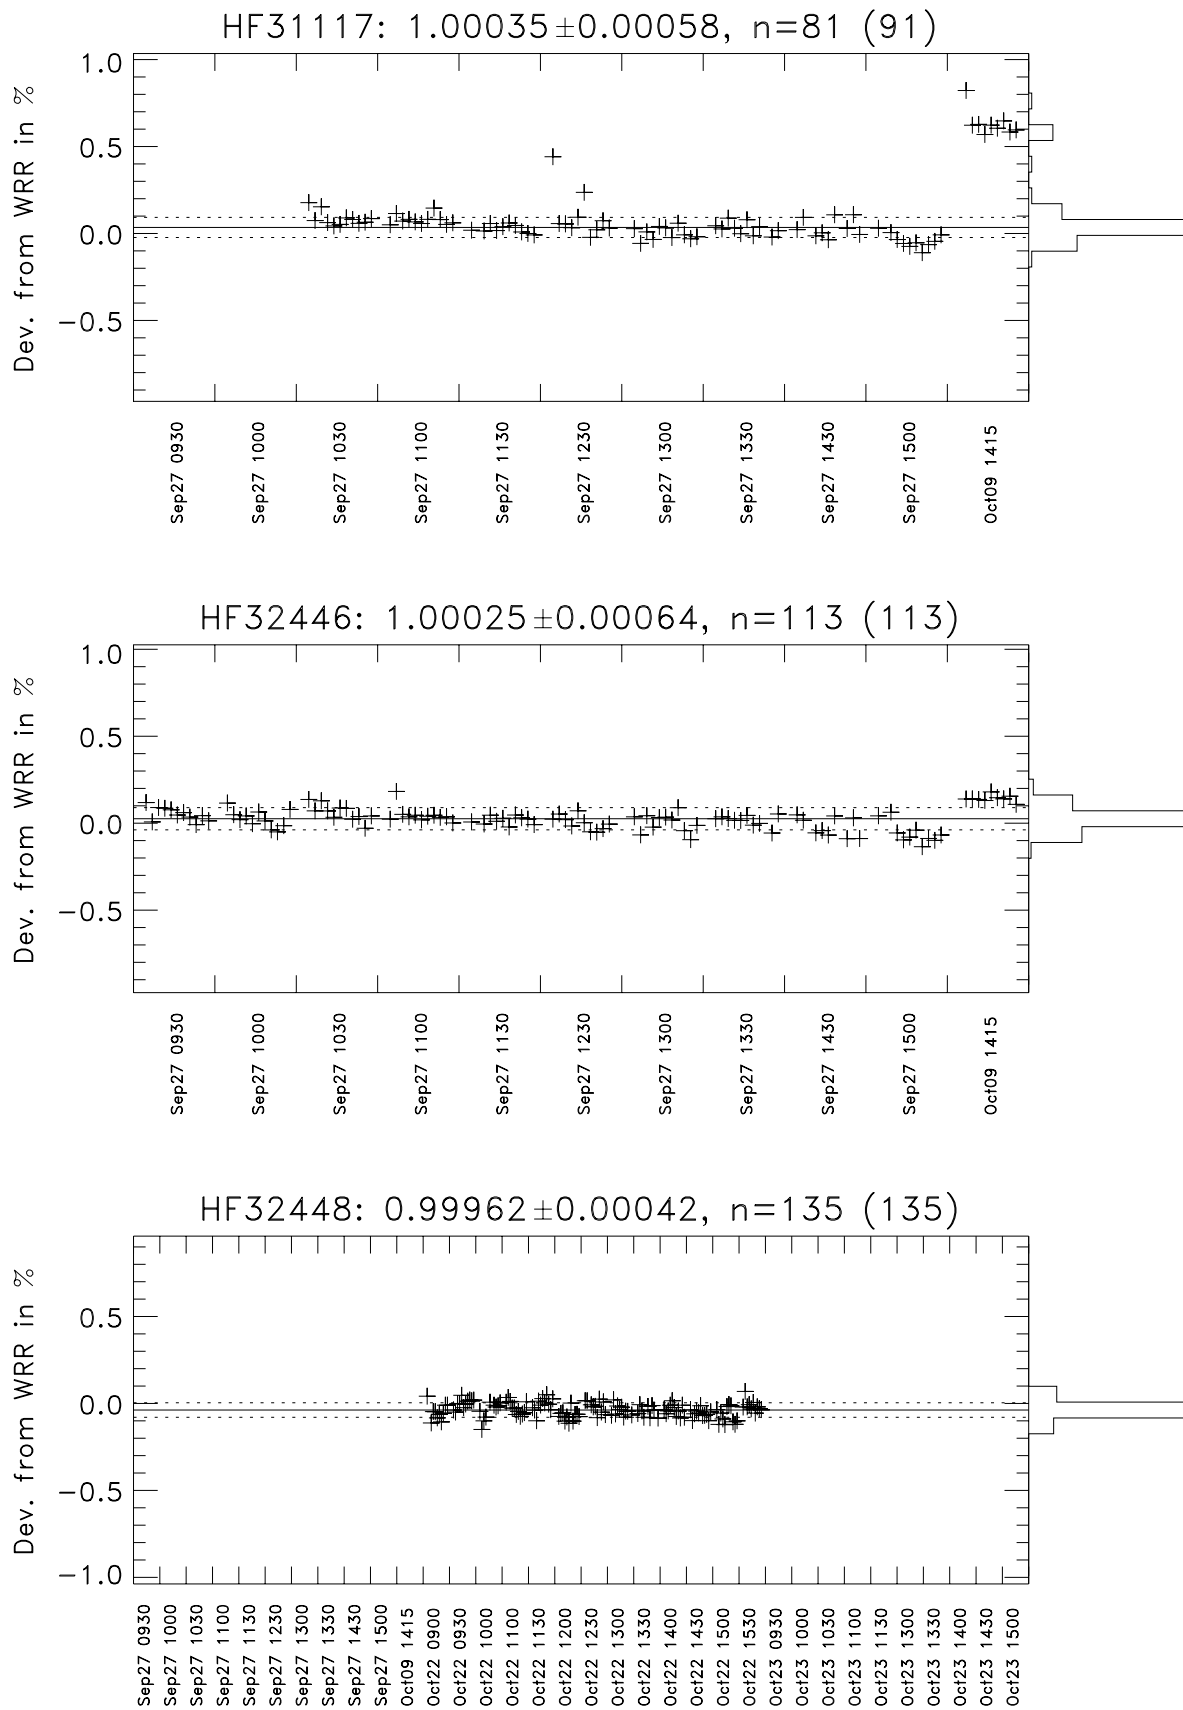 HF31117: 1.00035±0.00058, n=81 (91)
Dev. from WRR in %
1.0
0.5
0.0
−0.5
Sep27 0930
Sep27 1000
Sep27 1030
Sep27 1100
Sep27 1130
Sep27 1230
Sep27 1300
Sep27 1330
Sep27 1430
Sep27 1500
Oct09 1415
HF32446: 1.00025±0.00064, n=113 (113)
Dev. from WRR in %
1.0
0.5
0.0
−0.5
Sep27 0930
Sep27 1000
Sep27 1030
Sep27 1100
Sep27 1130
Sep27 1230
Sep27 1300
Sep27 1330
Sep27 1430
Sep27 1500
Oct09 1415
HF32448: 0.99962±0.00042, n=135 (135)
Dev. from WRR in %
0.5
0.0
−0.5
−1.0
Sep27 0930
Sep27 1000
Sep27 1030
Sep27 1100
Sep27 1130
Sep27 1230
Sep27 1300
Sep27 1330
Sep27 1430
Sep27 1500
Oct09 1415
Oct22 0900
Oct22 0930
Oct22 1000
Oct22 1100
Oct22 1130
Oct22 1200
Oct22 1230
Oct22 1300
Oct22 1330
Oct22 1400
Oct22 1430
Oct22 1500
Oct22 1530
Oct23 0930
Oct23 1000
Oct23 1100
Oct23 1130
Oct23 1200
Oct23 1300
Oct23 1330
Oct23 1400
Oct23 1430
Oct23 1500